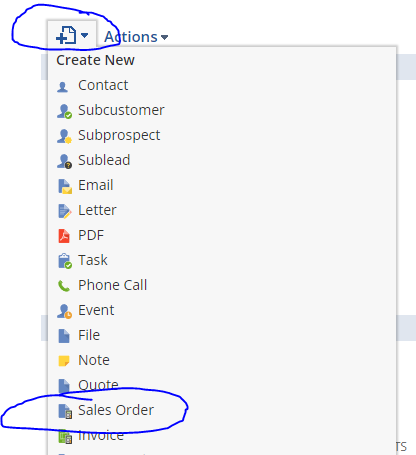 Actions
Create New
Contact
Subcustomer
Subprospect
Sublead
Email
Letter
PDF
Task
Phone Call
Event
File
Note
Quote
Sales Order
Invoice
TS